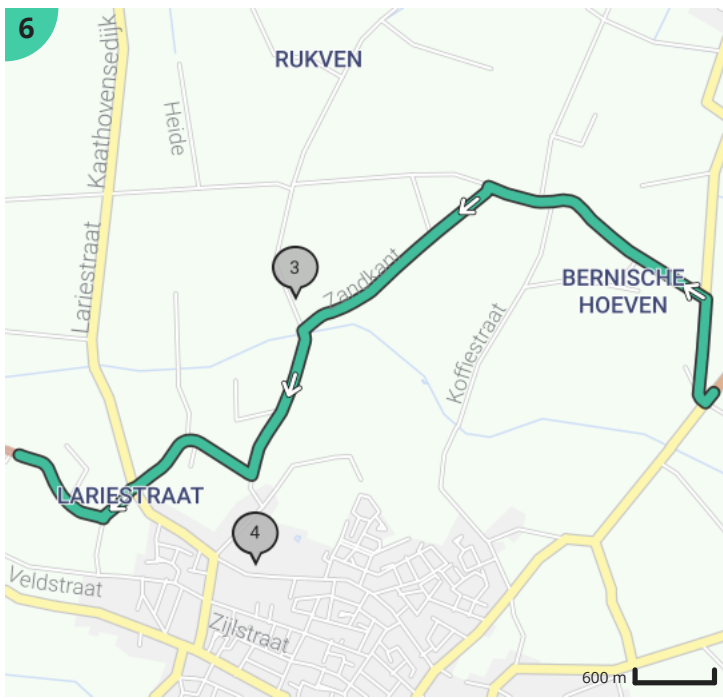 6
RUKVEN
Kaathovensedijk
Heide
Lariestraat
3
Zandkant
BERNISCHE
HOEVEN
Koffiestraat
LARIESTRAAT
4
Veldstraat
Zijlstraat
600 m